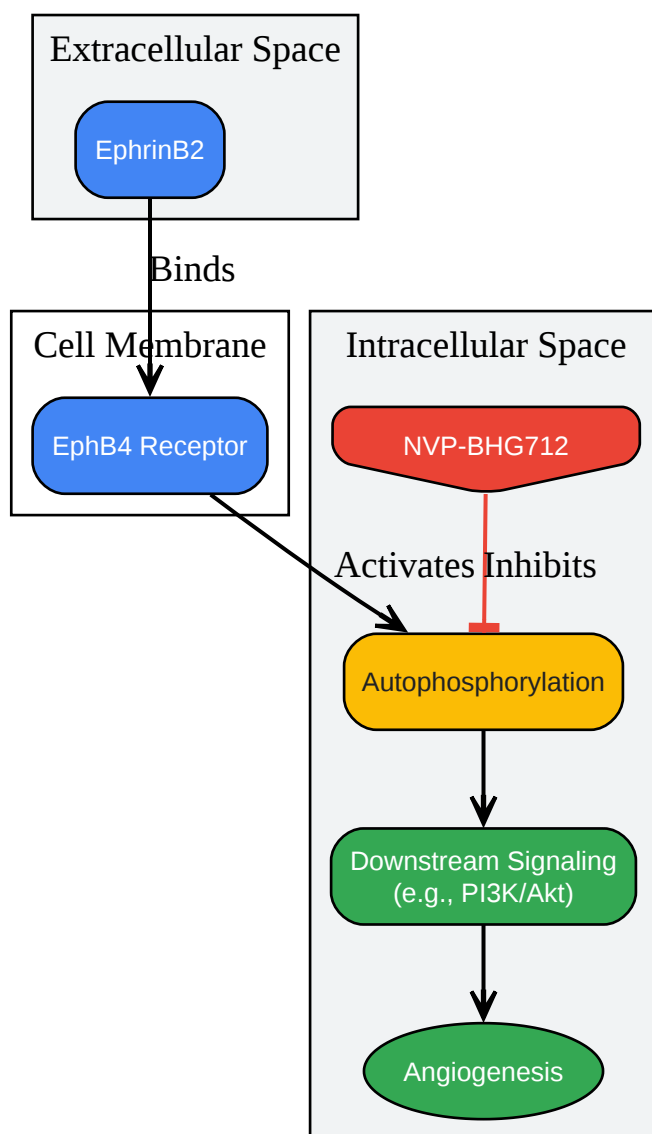 Extracellular Space
EphrinB2
Binds
Cell Membrane
EphB4 Receptor
Intracellular Space
NVP-BHG712
Activates
Inhibits
Autophosphorylation
Downstream Signaling
(e.g., PI3K/Akt)
Angiogenesis